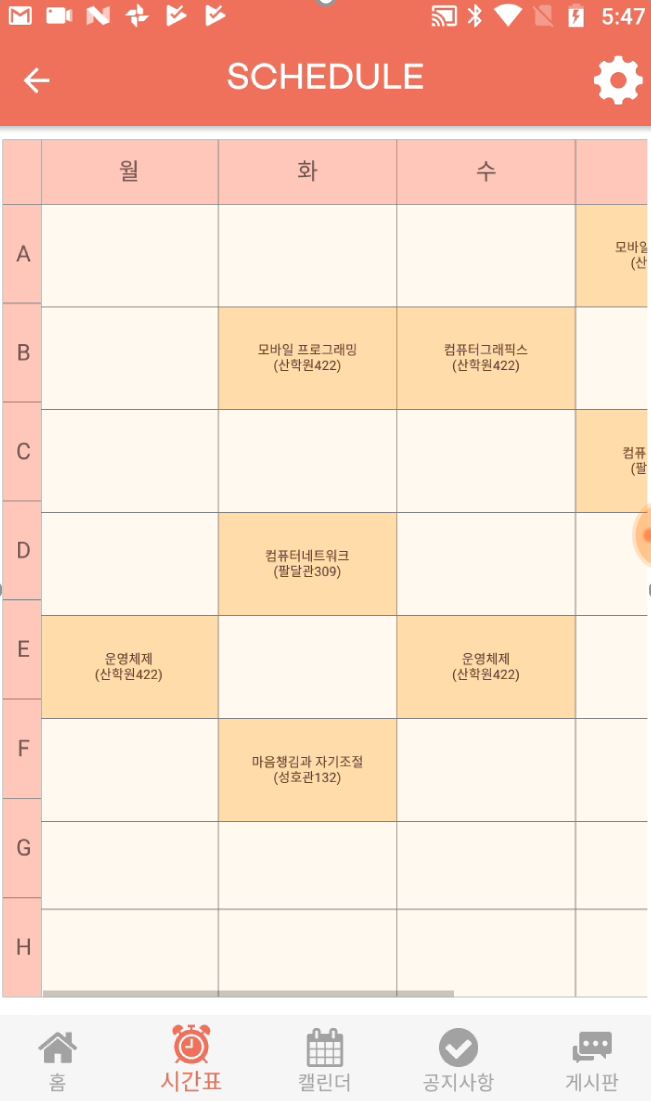 5:47
SCHEDULE
월 화 수
A
모바일
(산
B
모바일 프로그래밍
(산학원422)
컴퓨터그래픽스
(산학원422)
C
컴퓨
(팔
D
컴퓨터네트워크
(팔달관309)
E
운영체제
(산학원422)
운영체제
(산학원422)
F
마음챙김과 자기조절
(성호관132)
G
H
홈 시간표 캘린더 공지사항 게시판